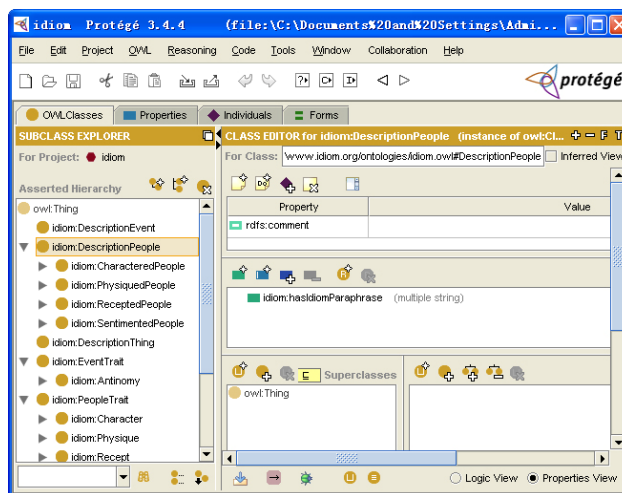 idiom Protégé 3.4.4 (file:\C:\Documents%20and%20Settings\Admi...
File Edit Project OWL Reasoning Code Tools Window Collaboration Help
protégé
OWLClasses Properties Individuals Forms
SUBCLASS EXPLORER
For Project: idiom
Asserted Hierarchy
owl:Thing
idiom:DescriptionEvent
idiom:DescriptionPeople
idiom:CharacteredPeople
idiom:PhysiquedPeople
idiom:ReceptedPeople
idiom:SentimentedPeople
idiom:DescriptionThing
idiom:EventTrait
idiom:Antinomy
idiom:PeopleTrait
idiom:Character
idiom:Physique
idiom:Recept
CLASS EDITOR for idiom:DescriptionPeople (instance of owl:Cl...
For Class: www.idiom.org/ontologies/idiom.owl#DescriptionPeople Inferred View
Property Value
rdfs:comment
idiom:hasIdiomParaphrase (multiple string)
Superclasses
owl:Thing
Logic View Properties View